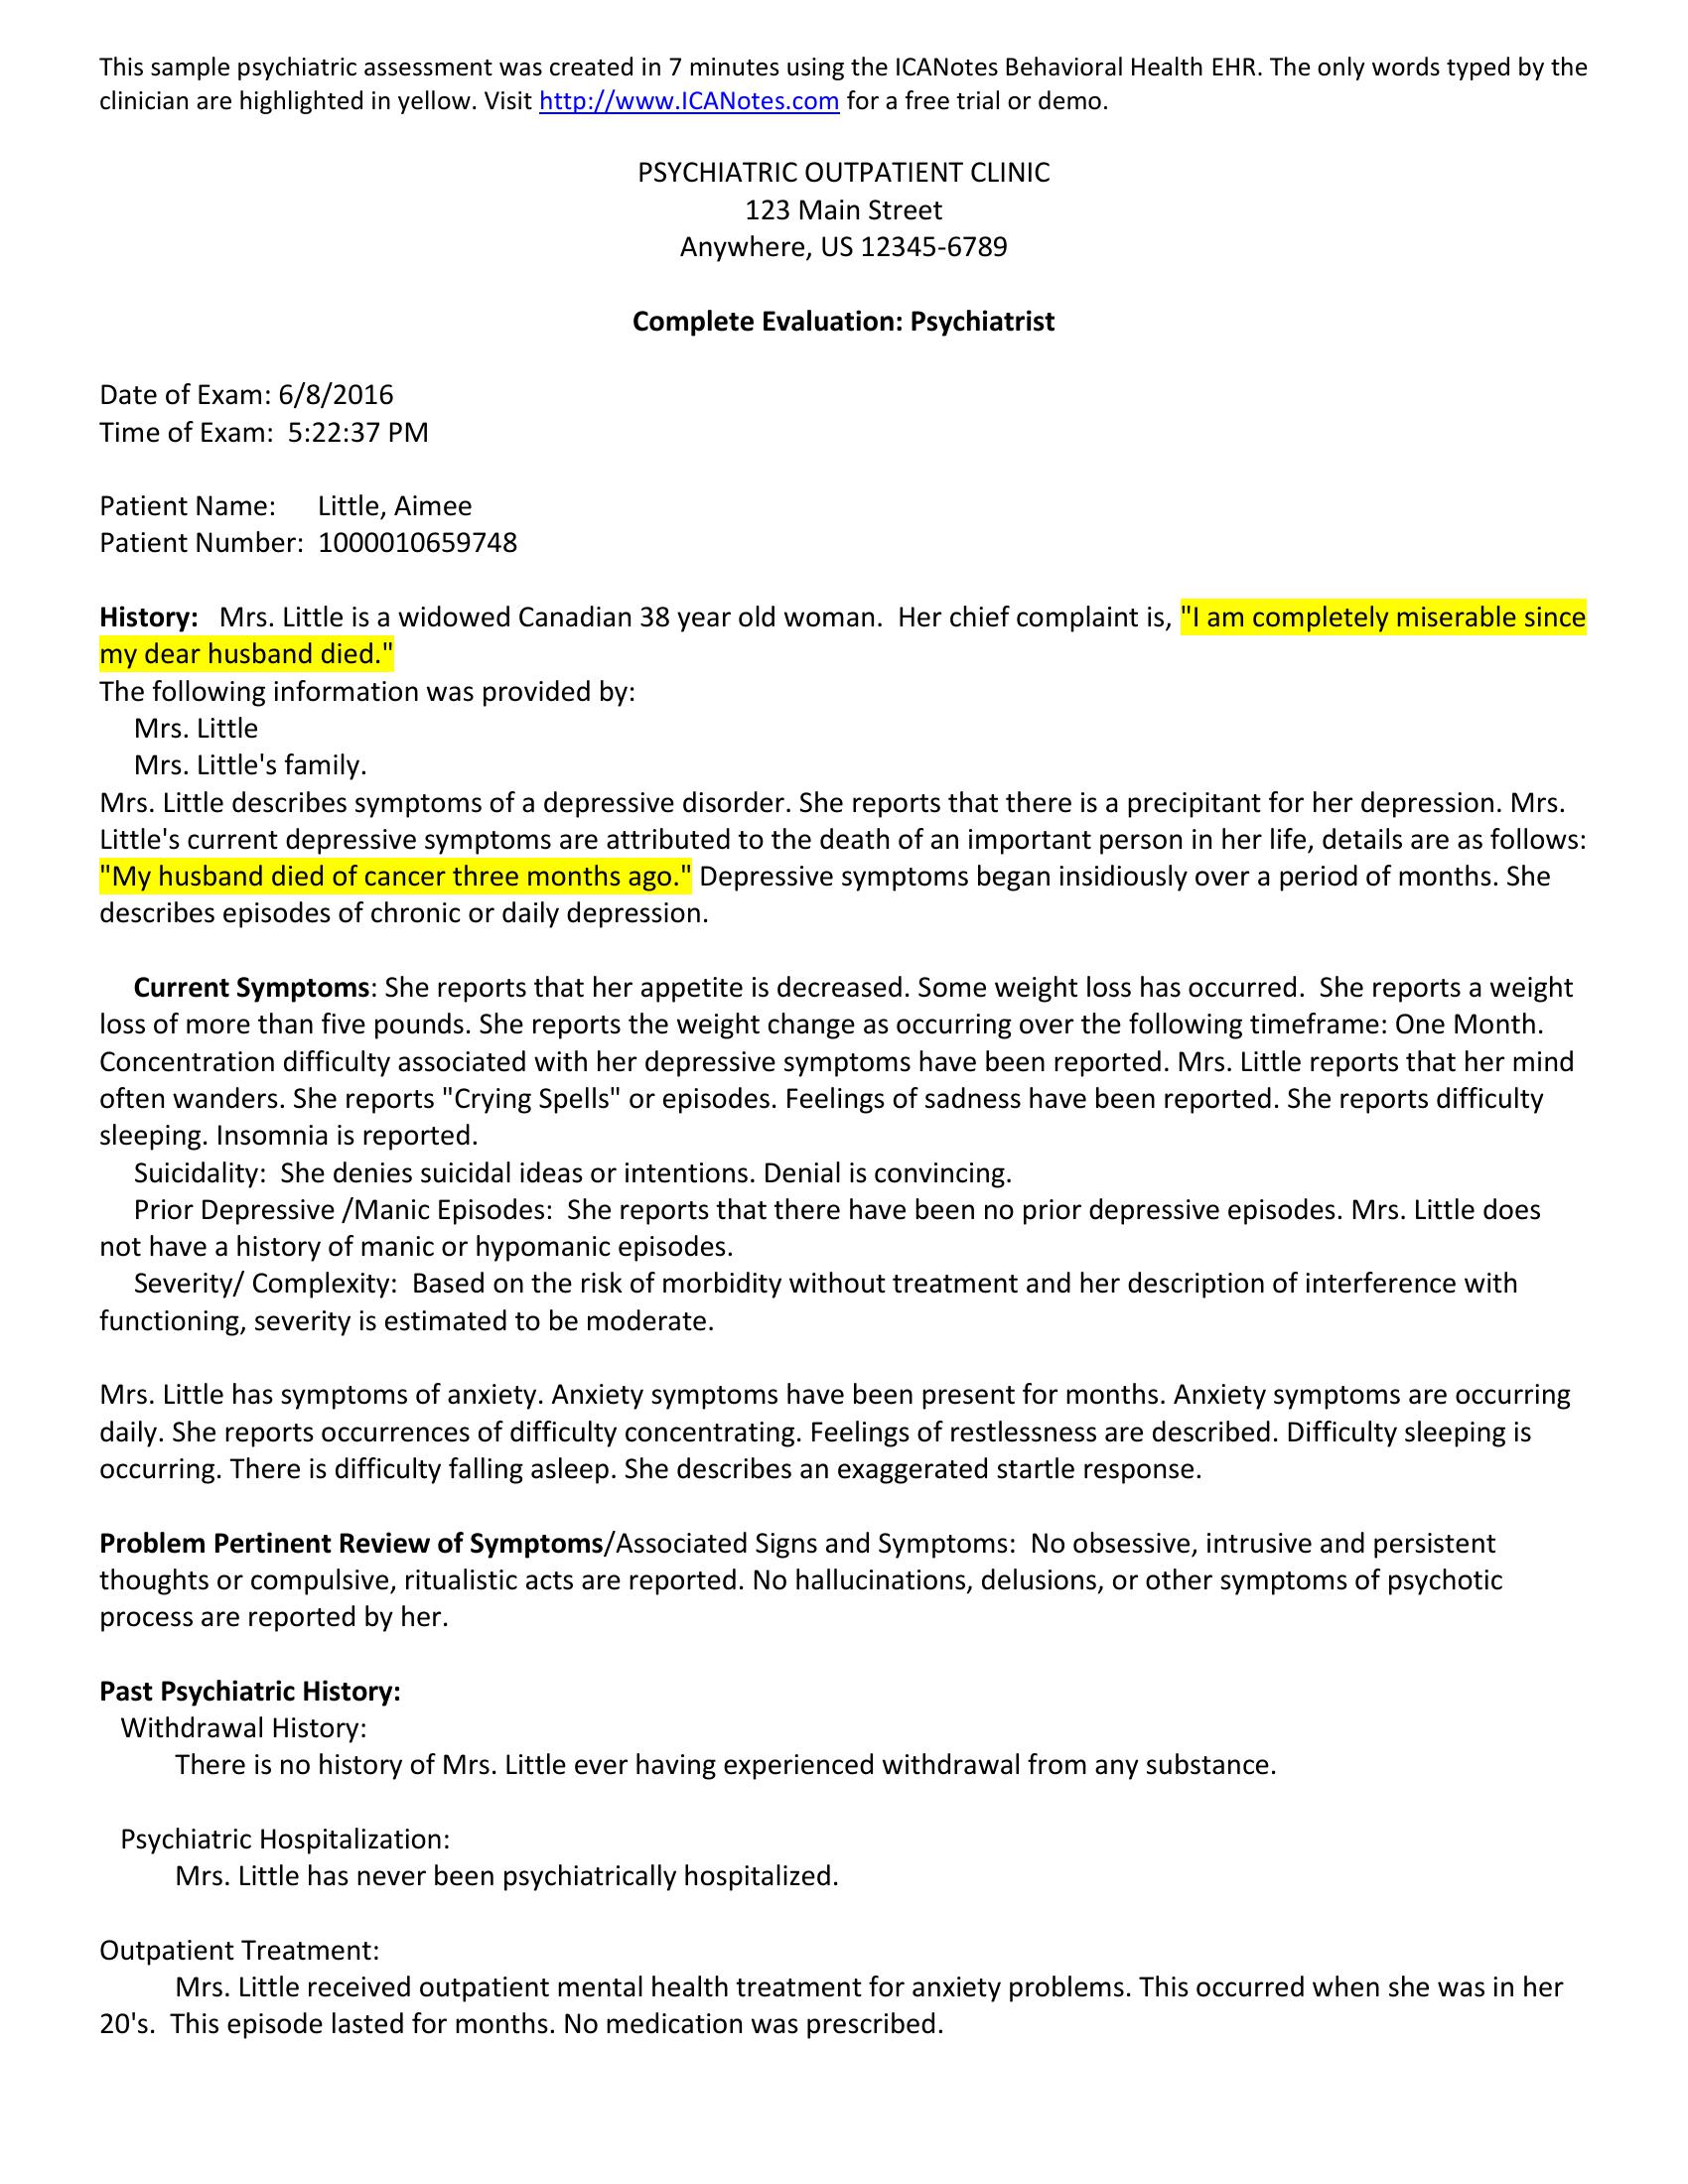 This sample psychiatric assessment was created in 7 minutes using the ICANotes Behavioral Health EHR. The only words typed by the
clinician are highlighted in yellow. Visit http://www.ICANotes.com for a free trial or demo.
PSYCHIATRIC OUTPATIENT CLINIC
123 Main Street
Anywhere, US 12345-6789
Complete Evaluation: Psychiatrist
Date of Exam: 6/8/2016
Time of Exam: 5:22:37 PM
Patient Name: Little, Aimee
Patient Number: 1000010659748
History: Mrs. Little is a widowed Canadian 38 year old woman. Her chief complaint is, "I am completely miserable since
my dear husband died."
The following information was provided by:
Mrs. Little
Mrs. Little's family.
Mrs. Little describes symptoms of a depressive disorder. She reports that there is a precipitant for her depression. Mrs.
Little's current depressive symptoms are attributed to the death of an important person in her life, details are as follows:
"My husband died of cancer three months ago." Depressive symptoms began insidiously over a period of months. She
describes episodes of chronic or daily depression.
Current Symptoms: She reports that her appetite is decreased. Some weight loss has occurred. She reports a weight
loss of more than five pounds. She reports the weight change as occurring over the following timeframe: One Month.
Concentration difficulty associated with her depressive symptoms have been reported. Mrs. Little reports that her mind
often wanders. She reports "Crying Spells" or episodes. Feelings of sadness have been reported. She reports difficulty
sleeping. Insomnia is reported.
Suicidality: She denies suicidal ideas or intentions. Denial is convincing.
Prior Depressive /Manic Episodes: She reports that there have been no prior depressive episodes. Mrs. Little does
not have a history of manic or hypomanic episodes.
Severity/ Complexity: Based on the risk of morbidity without treatment and her description of interference with
functioning, severity is estimated to be moderate.
Mrs. Little has symptoms of anxiety. Anxiety symptoms have been present for months. Anxiety symptoms are occurring
daily. She reports occurrences of difficulty concentrating. Feelings of restlessness are described. Difficulty sleeping is
occurring. There is difficulty falling asleep. She describes an exaggerated startle response.
Problem Pertinent Review of Symptoms/Associated Signs and Symptoms: No obsessive, intrusive and persistent
thoughts or compulsive, ritualistic acts are reported. No hallucinations, delusions, or other symptoms of psychotic
process are reported by her.
Past Psychiatric History:
Withdrawal History:
There is no history of Mrs. Little ever having experienced withdrawal from any substance.
Psychiatric Hospitalization:
Mrs. Little has never been psychiatrically hospitalized.
Outpatient Treatment:
Mrs. Little received outpatient mental health treatment for anxiety problems. This occurred when she was in her
20's. This episode lasted for months. No medication was prescribed.